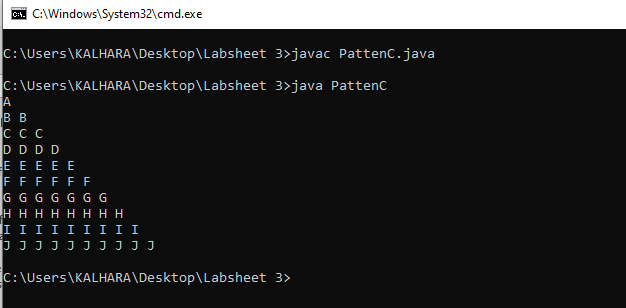 C:\Windows\System32\cmd.exe
C:\Users\KALHARA\Desktop\Labsheet 3>javac PattenC.java
C:\Users\KALHARA\Desktop\Labsheet 3>java PattenC
A
B B
C C C
D D D D
E E E E E
F F F F F F
G G G G G G G
H H H H H H H H
I I I I I I I I I
J J J J J J J J J J
C:\Users\KALHARA\Desktop\Labsheet 3>